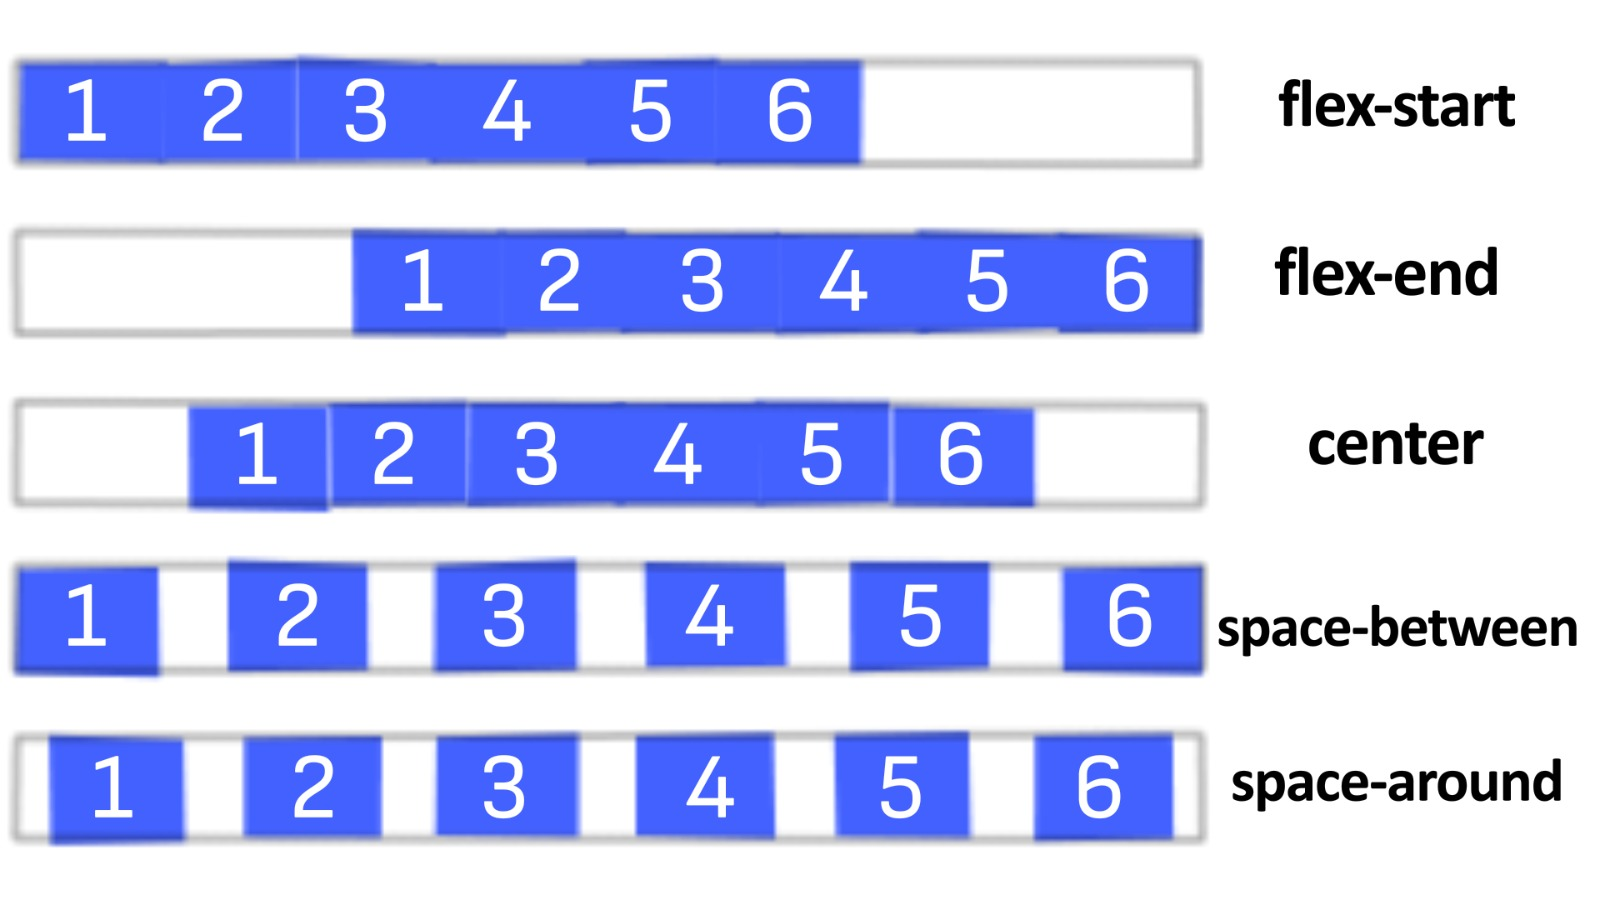 1 2 3 4 5 6 flex-start
1 2 3 4 5 6 flex-end
1 2 3 4 5 6 center
1 2 3 4 5 6 space-between
1 2 3 4 5 6 space-around